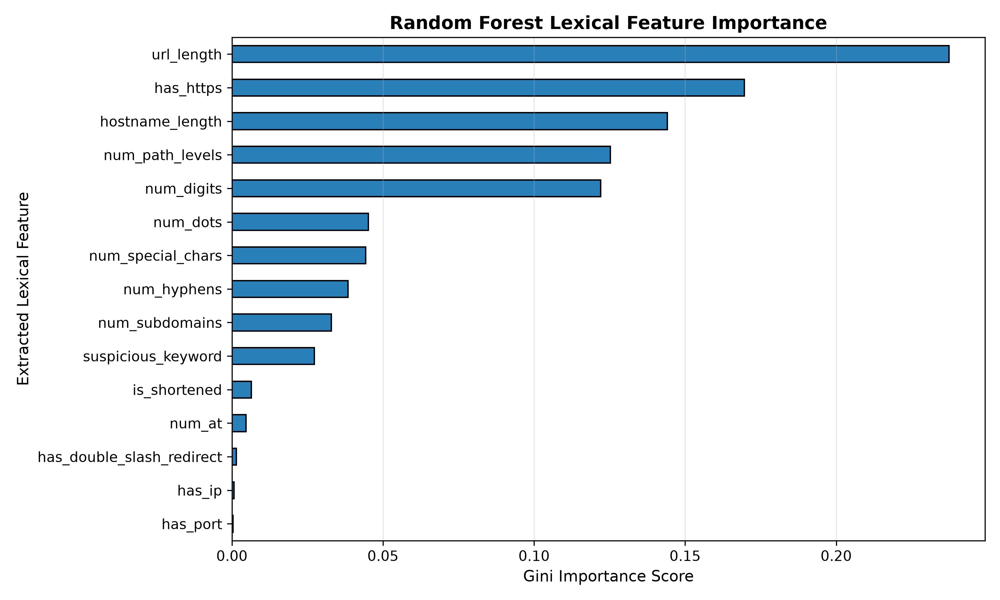 Random Forest Lexical Feature Importance
Extracted Lexical Feature
url_length
has_https
hostname_length
num_path_levels
num_digits
num_dots
num_special_chars
num_hyphens
num_subdomains
suspicious_keyword
is_shortened
num_at
has_double_slash_redirect
has_ip
has_port
0.00 0.05 0.10 0.15 0.20
Gini Importance Score